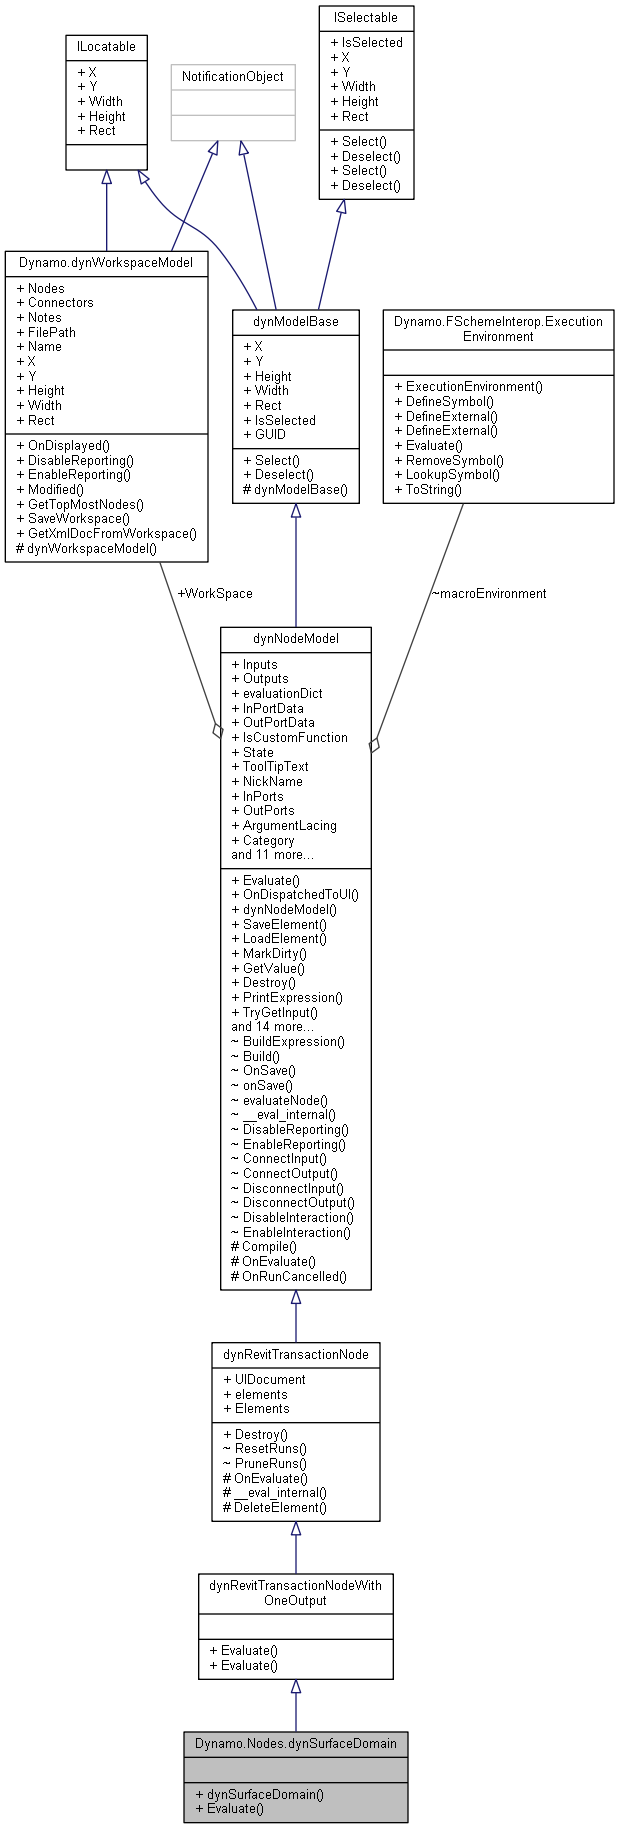 ISelectable
+ IsSelected
+ X
+ Y
+ Width
+ Height
+ Rect
+ Select()
+ Deselect()
+ Select()
+ Deselect()
ILocatable
+ X
+ Y
+ Width
+ Height
+ Rect
NotificationObject
Dynamo.dynWorkspaceModel
+ Nodes
+ Connectors
+ Notes
+ FilePath
+ Name
+ X
+ Y
+ Height
+ Width
+ Rect
+ OnDisplayed()
+ DisableReporting()
+ EnableReporting()
+ Modified()
+ GetTopMostNodes()
+ SaveWorkspace()
+ GetXmlDocFromWorkspace()
# dynWorkspaceModel()
dynModelBase
+ X
+ Y
+ Height
+ Width
+ Rect
+ IsSelected
+ GUID
+ Select()
+ Deselect()
# dynModelBase()
Dynamo.FSchemeInterop.Execution
Environment
+ ExecutionEnvironment()
+ DefineSymbol()
+ DefineExternal()
+ DefineExternal()
+ Evaluate()
+ RemoveSymbol()
+ LookupSymbol()
+ ToString()
+WorkSpace
~macroEnvironment
dynNodeModel
+ Inputs
+ Outputs
+ evaluationDict
+ InPortData
+ OutPortData
+ IsCustomFunction
+ State
+ ToolTipText
+ NickName
+ InPorts
+ OutPorts
+ ArgumentLacing
+ Category
and 11 more...
+ Evaluate()
+ OnDispatchedToUI()
+ dynNodeModel()
+ SaveElement()
+ LoadElement()
+ MarkDirty()
+ GetValue()
+ Destroy()
+ PrintExpression()
+ TryGetInput()
and 14 more...
~ BuildExpression()
~ Build()
~ OnSave()
~ onSave()
~ evaluateNode()
~ __eval_internal()
~ DisableReporting()
~ EnableReporting()
~ ConnectInput()
~ ConnectOutput()
~ DisconnectInput()
~ DisconnectOutput()
~ DisableInteraction()
~ EnableInteraction()
# Compile()
# OnEvaluate()
# OnRunCancelled()
dynRevitTransactionNode
+ UIDocument
+ elements
+ Elements
+ Destroy()
~ ResetRuns()
~ PruneRuns()
# OnEvaluate()
# __eval_internal()
# DeleteElement()
dynRevitTransactionNodeWith
OneOutput
+ Evaluate()
+ Evaluate()
Dynamo.Nodes.dynSurfaceDomain
+ dynSurfaceDomain()
+ Evaluate()